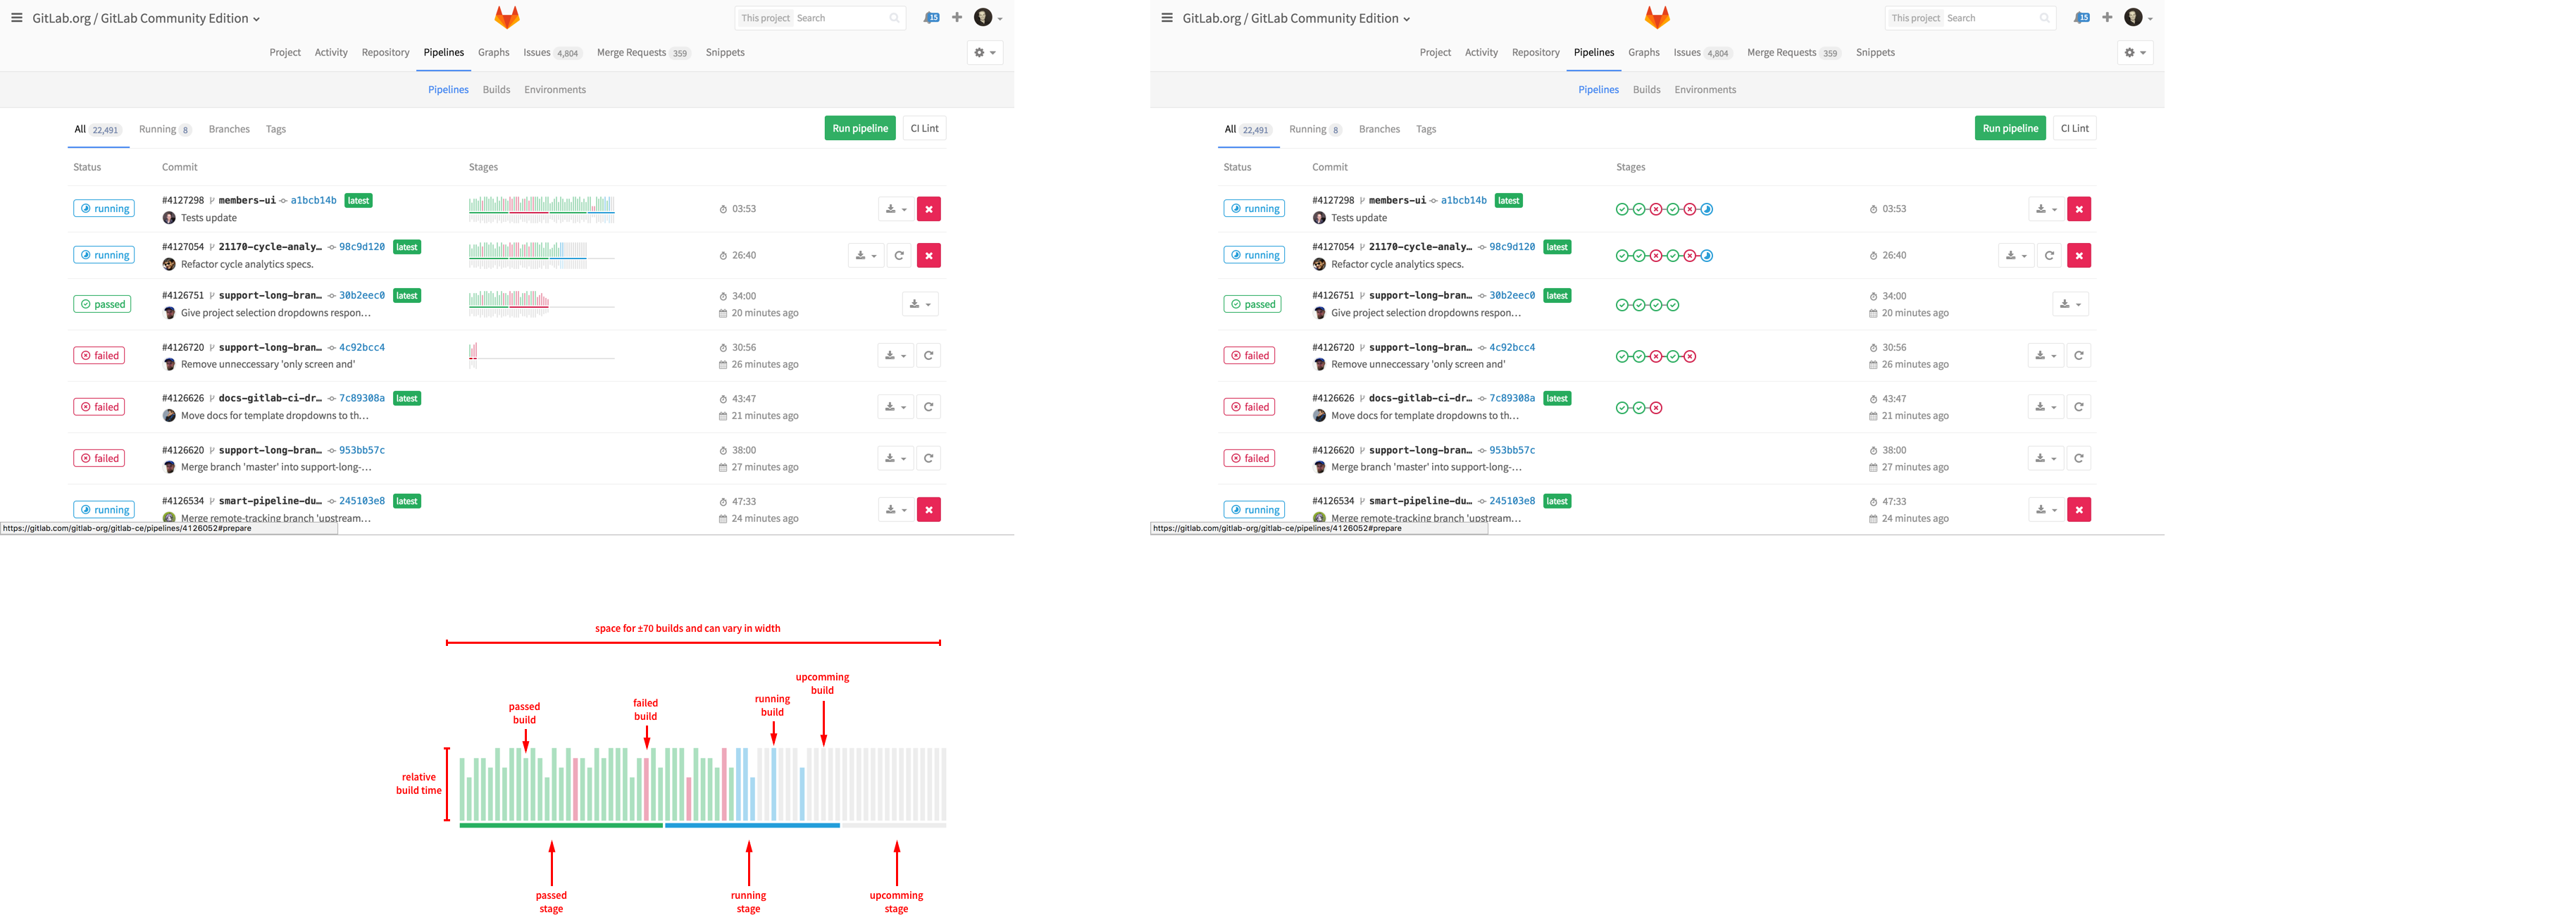 GitLab.org / GitLab Community Edition
This project Search
15
Project Activity Repository Pipelines Graphs Issues 4,804 Merge Requests 359 Snippets
Pipelines Builds Environments
All 22,491 Running 8 Branches Tags Run pipeline CI Lint
Status Commit Stages
running #4127298 members-ui a1bcb14b latest 03:53
Tests update
running #4127054 21170-cycle-analy… 98c9d120 latest 26:40
Refactor cycle analytics specs.
passed #4126751 support-long-bran… 30b2eec0 latest 34:00
Give project selection dropdowns respon… 20 minutes ago
failed #4126720 support-long-bran… 4c92bcc4 30:56
Remove unneccessary 'only screen and' 26 minutes ago
failed #4126626 docs-gitlab-ci-dr… 7c89308a latest 43:47
Move docs for template dropdowns to th… 21 minutes ago
failed #4126620 support-long-bran… 953bb57c 38:00
Merge branch 'master' into support-long-… 27 minutes ago
running #4126534 smart-pipeline-du… 245103e8 latest 47:33
Merge remote-tracking branch 'upstream… 24 minutes ago
https://gitlab.com/gitlab-org/gitlab-ce/pipelines/4126052#prepare
GitLab.org / GitLab Community Edition
This project Search
15
Project Activity Repository Pipelines Graphs Issues 4,804 Merge Requests 359 Snippets
Pipelines Builds Environments
All 22,491 Running 8 Branches Tags Run pipeline CI Lint
Status Commit Stages
running #4127298 members-ui a1bcb14b latest 03:53
Tests update
running #4127054 21170-cycle-analy… 98c9d120 latest 26:40
Refactor cycle analytics specs.
passed #4126751 support-long-bran… 30b2eec0 latest 34:00
Give project selection dropdowns respon… 20 minutes ago
failed #4126720 support-long-bran… 4c92bcc4 30:56
Remove unneccessary 'only screen and' 26 minutes ago
failed #4126626 docs-gitlab-ci-dr… 7c89308a latest 43:47
Move docs for template dropdowns to th… 21 minutes ago
failed #4126620 support-long-bran… 953bb57c 38:00
Merge branch 'master' into support-long-… 27 minutes ago
running #4126534 smart-pipeline-du… 245103e8 latest 47:33
Merge remote-tracking branch 'upstream… 24 minutes ago
https://gitlab.com/gitlab-org/gitlab-ce/pipelines/4126052#prepare
space for ±70 builds and can vary in width
passed
build
failed
build
running
build
upcomming
build
relative
build time
passed
stage
running
stage
upcomming
stage